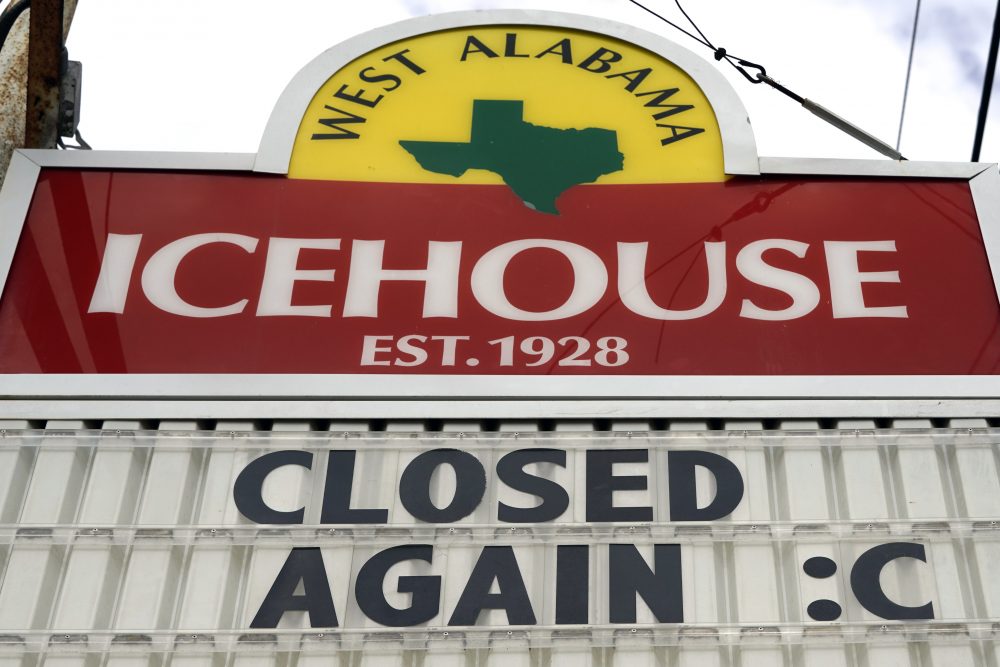 WEST ALABAMA
ICEHOUSE
EST. 1928
CLOSED
AGAIN :C